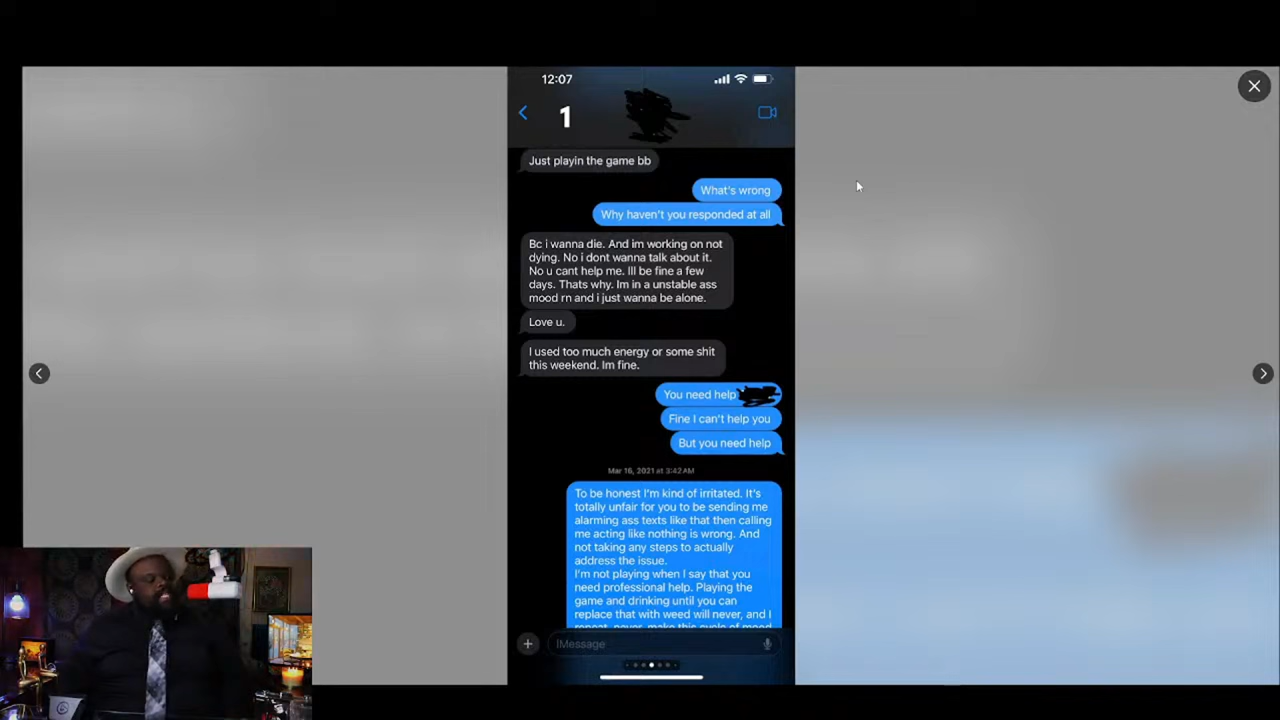 12:07
1
Just playin the game bb
What's wrong
Why haven't you responded at all
Bc i wanna die. And im working on not
dying. No i dont wanna talk about it.
No u cant help me. Ill be fine a few
days. Thats why. Im in a unstable ass
mood rn and i just wanna be alone.
Love u.
I used too much energy or some shit
this weekend. Im fine.
You need help
Fine I can't help you
But you need help
Mar 16, 2021 at 3:42 AM
To be honest I'm kind of irritated. It's
totally unfair for you to be sending me
alarming ass texts like that then calling
me acting like nothing is wrong. And
not taking any steps to actually
address the issue.
I'm not playing when I say that you
need professional help. Playing the
game and drinking until you can
replace that with weed will never, and I
repeat, never, make this cycle of mood
iMessage